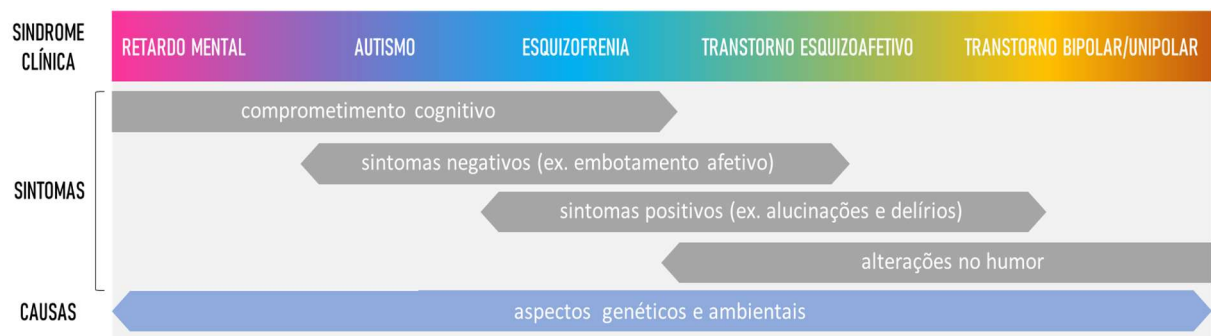 SINDROME
CLÍNICA
RETARDO MENTAL
AUTISMO
ESQUIZOFRENIA
TRANSTORNO ESQUIZOAFETIVO
TRANSTORNO BIPOLAR/UNIPOLAR
SINTOMAS
comprometimento cognitivo
sintomas negativos (ex. embotamento afetivo)
sintomas positivos (ex. alucinações e delírios)
alterações no humor
CAUSAS
aspectos genéticos e ambientais